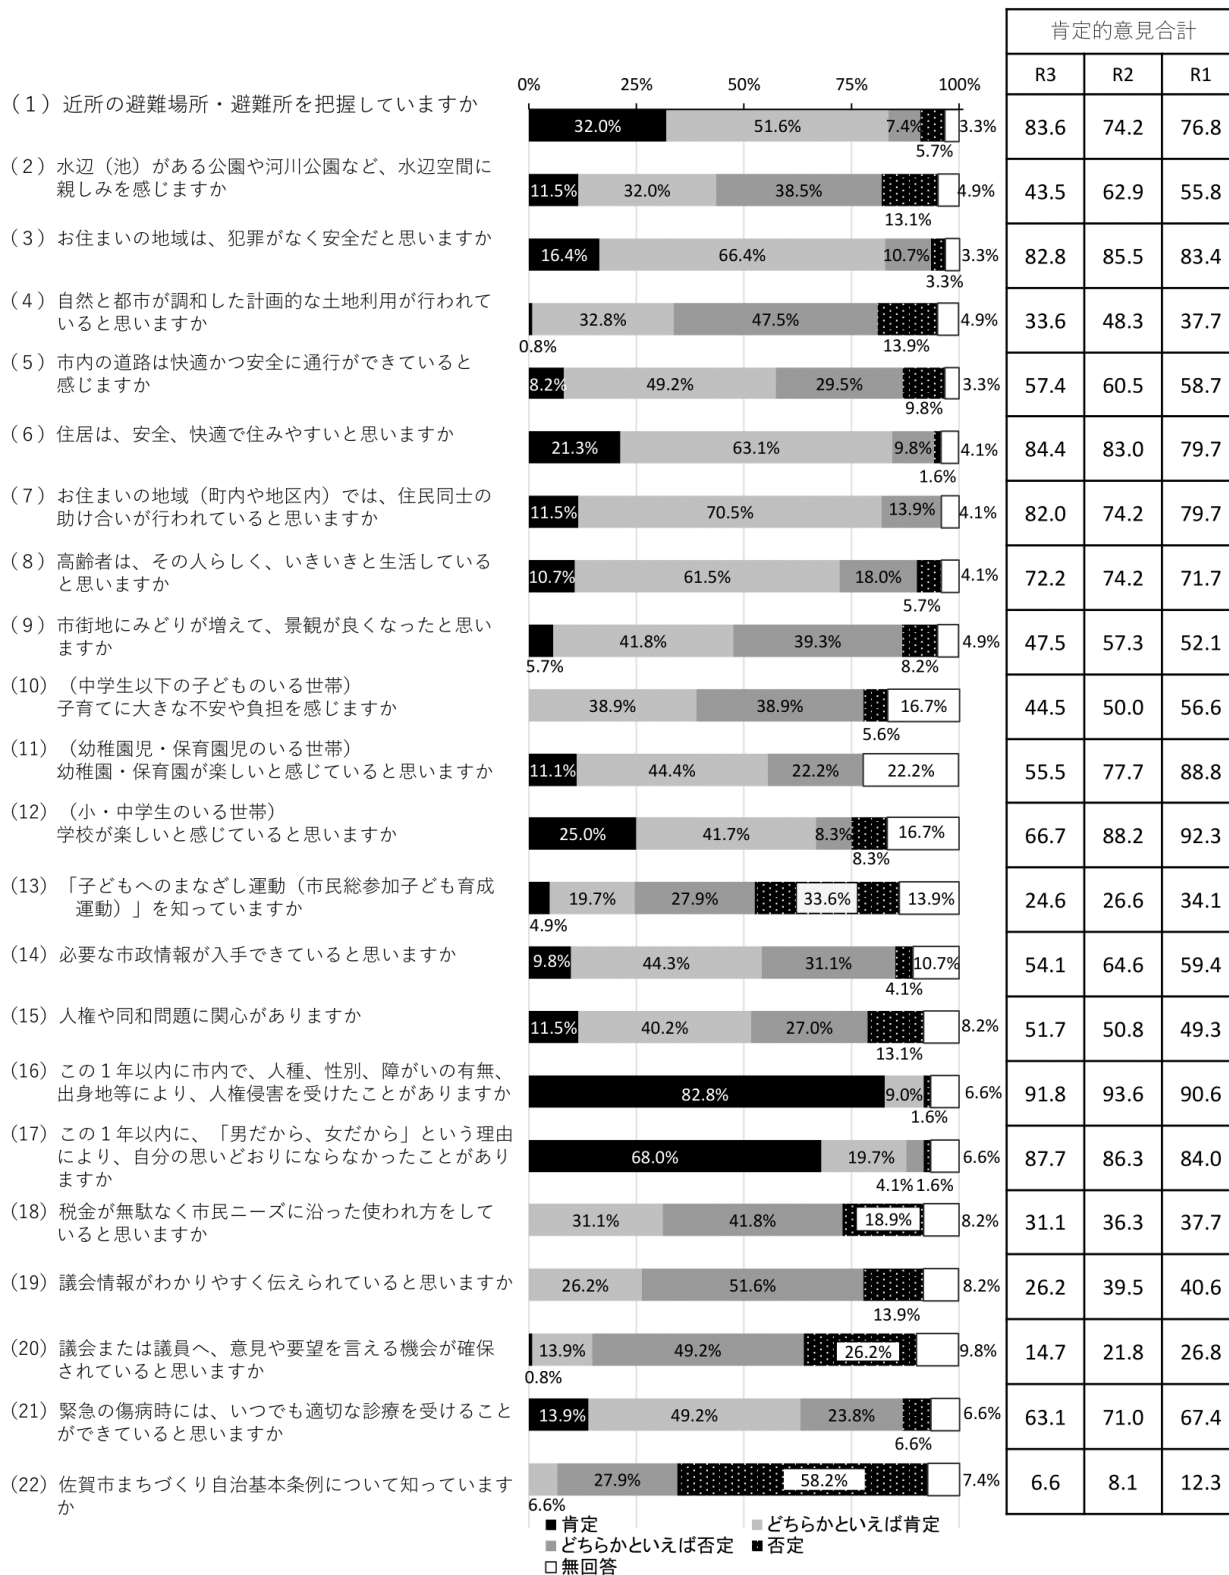 肯定的意見合計
R3 R2 R1
0% 25% 50% 75% 100%
(1) 近所の避難場所・避難所を把握していますか
32.0% 51.6% 7.4% 5.7% 3.3% 83.6 74.2 76.8
(2) 水辺（池）がある公園や河川公園など、水辺空間に
親しみを感じますか
11.5% 32.0% 38.5% 13.1% 4.9% 43.5 62.9 55.8
(3) お住まいの地域は、犯罪がなく安全だと思いますか
16.4% 66.4% 10.7% 3.3% 3.3% 82.8 85.5 83.4
(4) 自然と都市が調和した計画的な土地利用が行われて
いると思いますか
0.8% 32.8% 47.5% 13.9% 4.9% 33.6 48.3 37.7
(5) 市内の道路は快適かつ安全に通行ができていると
感じますか
8.2% 49.2% 29.5% 9.8% 3.3% 57.4 60.5 58.7
(6) 住居は、安全、快適で住みやすいと思いますか
21.3% 63.1% 9.8% 1.6% 4.1% 84.4 83.0 79.7
(7) お住まいの地域（町内や地区内）では、住民同士の
助け合いが行われていると思いますか
11.5% 70.5% 13.9% 4.1% 82.0 74.2 79.7
(8) 高齢者は、その人らしく、いきいきと生活している
と思いますか
10.7% 61.5% 18.0% 5.7% 4.1% 72.2 74.2 71.7
(9) 市街地にみどりが増えて、景観が良くなったと思い
ますか
5.7% 41.8% 39.3% 8.2% 4.9% 47.5 57.3 52.1
(10) （中学生以下の子どものいる世帯）
子育てに大きな不安や負担を感じますか
38.9% 38.9% 5.6% 16.7% 44.5 50.0 56.6
(11) （幼稚園児・保育園児のいる世帯）
幼稚園・保育園が楽しいと感じていると思いますか
11.1% 44.4% 22.2% 22.2% 55.5 77.7 88.8
(12) （小・中学生のいる世帯）
学校が楽しいと感じていると思いますか
25.0% 41.7% 8.3% 8.3% 16.7% 66.7 88.2 92.3
(13) 「子どもへのまなざし運動（市民総参加子ども育成
運動）」を知っていますか
4.9% 19.7% 27.9% 33.6% 13.9% 24.6 26.6 34.1
(14) 必要な市政情報が入手できていると思いますか
9.8% 44.3% 31.1% 4.1% 10.7% 54.1 64.6 59.4
(15) 人権や同和問題に関心がありますか
11.5% 40.2% 27.0% 13.1% 8.2% 51.7 50.8 49.3
(16) この１年以内に市内で、人種、性別、障がいの有無、
出身地等により、人権侵害を受けたことがありますか
82.8% 9.0% 1.6% 6.6% 91.8 93.6 90.6
(17) この１年以内に、「男だから、女だから」という理由
により、自分の思いどおりにならなかったことがあり
ますか
68.0% 19.7% 4.1% 1.6% 6.6% 87.7 86.3 84.0
(18) 税金が無駄なく市民ニーズに沿った使われ方をして
いると思いますか
31.1% 41.8% 18.9% 8.2% 31.1 36.3 37.7
(19) 議会情報がわかりやすく伝えられていると思いますか
26.2% 51.6% 13.9% 8.2% 26.2 39.5 40.6
(20) 議会または議員へ、意見や要望を言える機会が確保
されていると思いますか
0.8% 13.9% 49.2% 26.2% 9.8% 14.7 21.8 26.8
(21) 緊急の傷病時には、いつでも適切な診療を受けること
ができていると思いますか
13.9% 49.2% 23.8% 6.6% 6.6% 63.1 71.0 67.4
(22) 佐賀市まちづくり自治基本条例について知っています
か
6.6% 27.9% 58.2% 7.4% 6.6 8.1 12.3
肯定 どちらかといえば肯定
どちらかといえば否定 否定
無回答